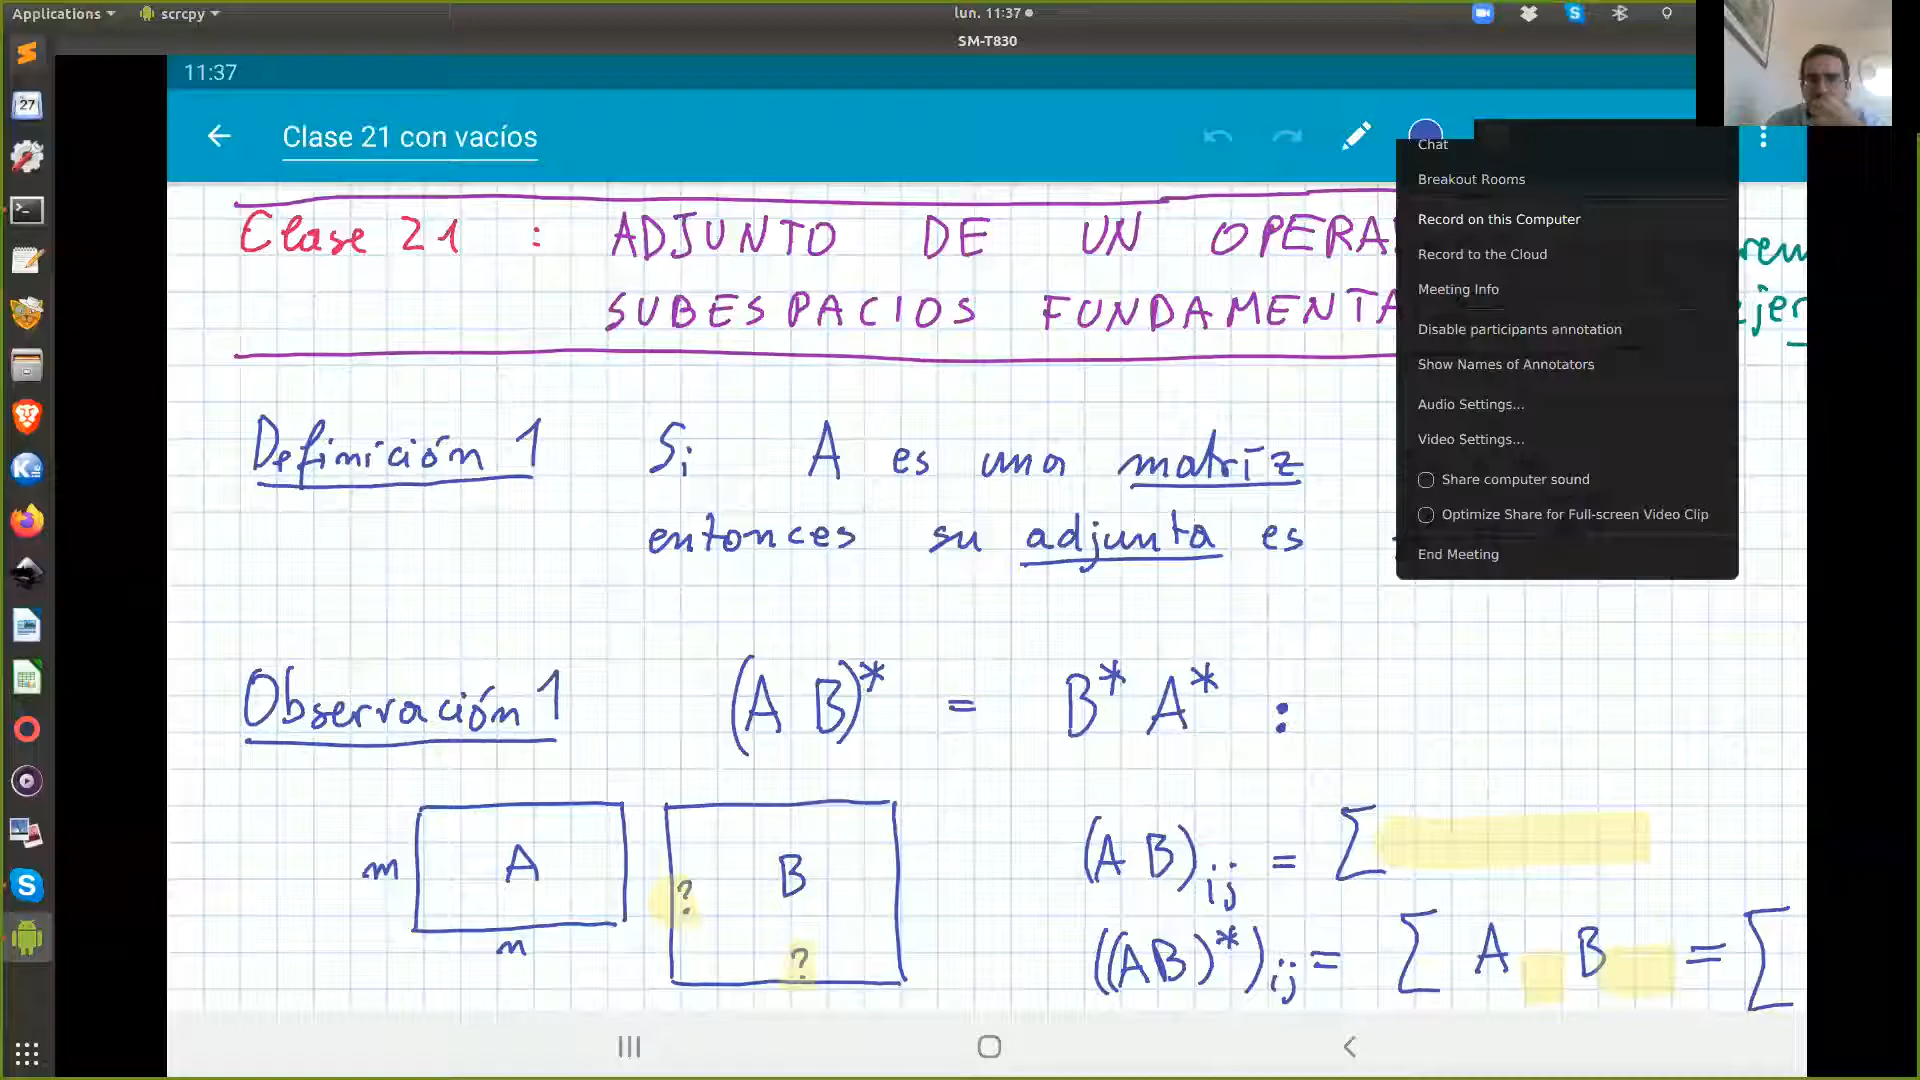 Applications
scrcpy
lun. 11:37
SM-T830
11:37
27
Clase 21 con vacíos
Chat
Breakout Rooms
Record on this Computer
Record to the Cloud
Meeting Info
Disable participants annotation
Show Names of Annotators
Audio Settings...
Video Settings...
Share computer sound
Optimize Share for Full-screen Video Clip
End Meeting
Clase 21 : ADJUNTO DE UN OPERA
SUBESPACIOS FUNDAMENTA
Definición 1 Si A es una matriz
entonces su adjunta es
Observación 1 (A B)* = B* A* :
m A B
n ? ?
(A B)ij = Σ
((AB)*)ij = Σ A B = Σ